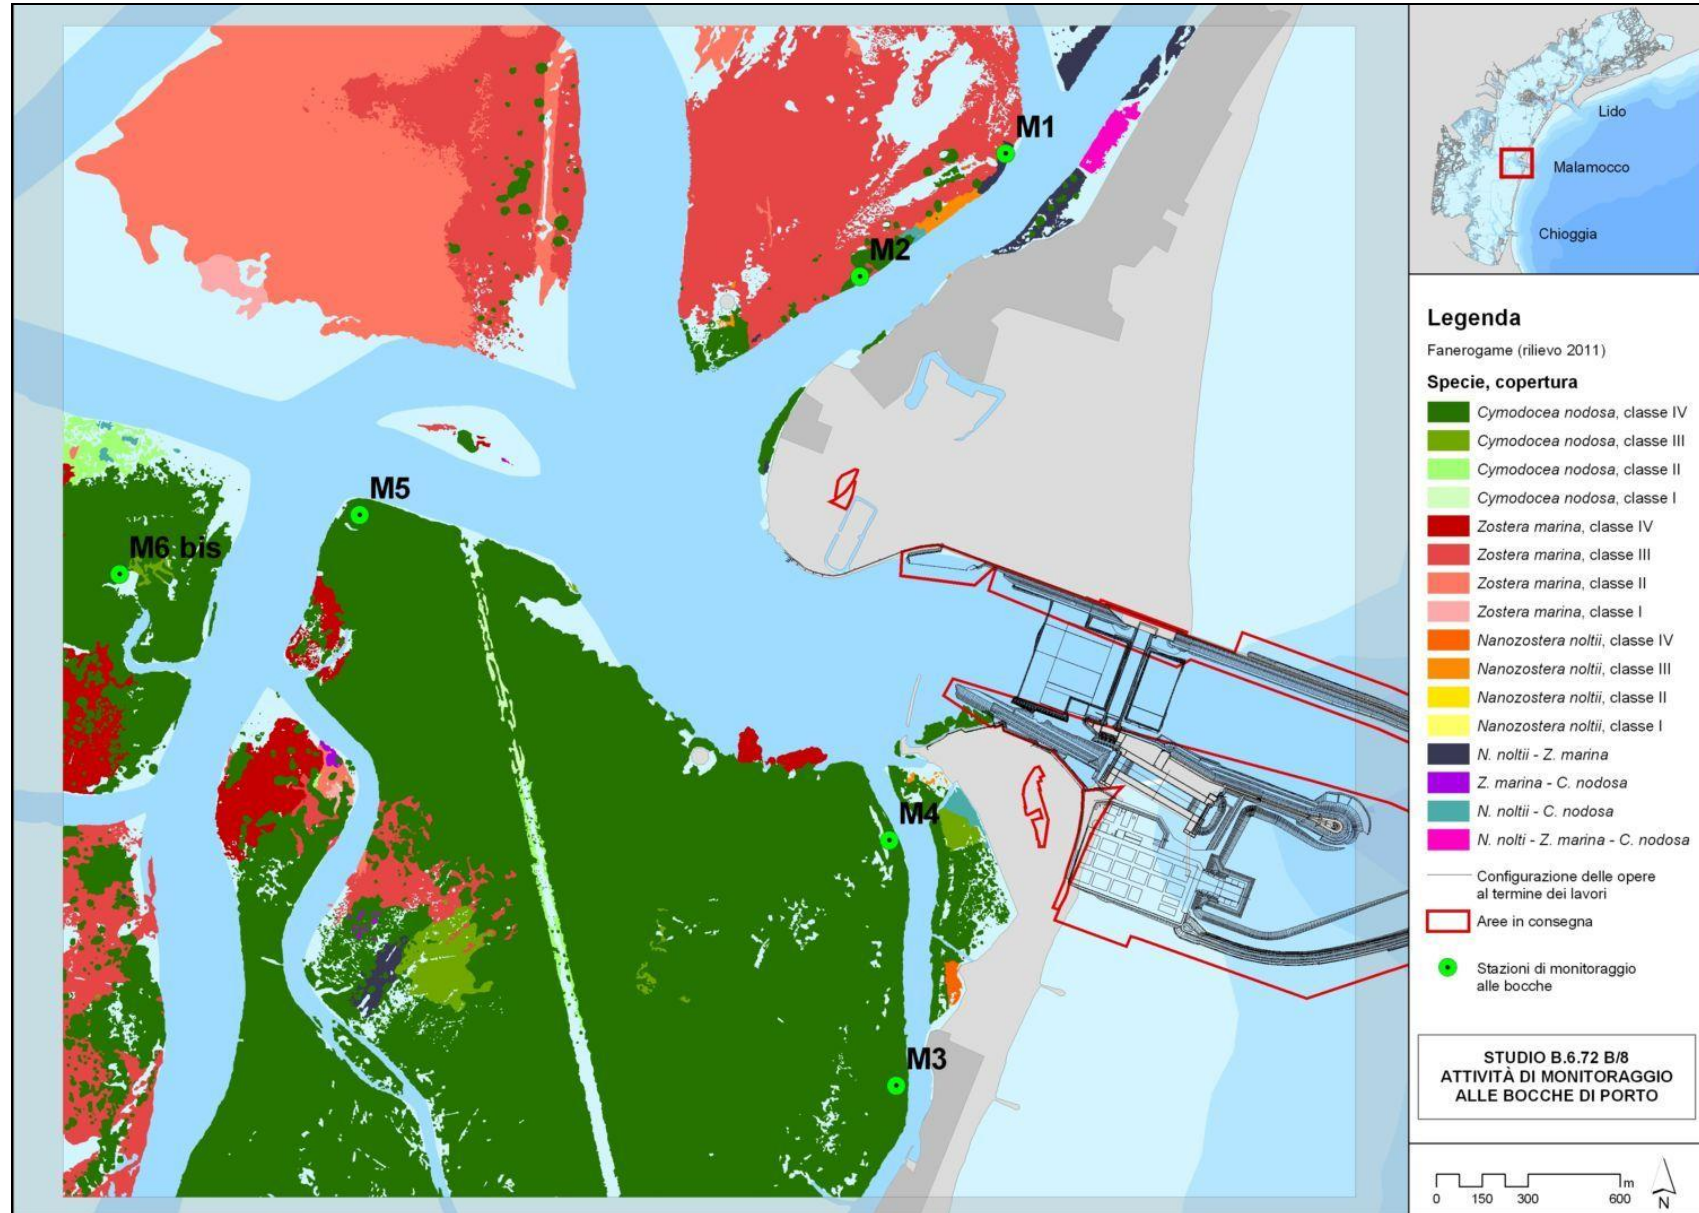 M1
M2
M5
M6 bis
M4
M3
Lido
Malamocco
Chioggia
Legenda
Fanerogame (rilievo 2011)
Specie, copertura
Cymodocea nodosa, classe IV
Cymodocea nodosa, classe III
Cymodocea nodosa, classe II
Cymodocea nodosa, classe I
Zostera marina, classe IV
Zostera marina, classe III
Zostera marina, classe II
Zostera marina, classe I
Nanozostera noltii, classe IV
Nanozostera noltii, classe III
Nanozostera noltii, classe II
Nanozostera noltii, classe I
N. noltii - Z. marina
Z. marina - C. nodosa
N. noltii - C. nodosa
N. nolti - Z. marina - C. nodosa
Configurazione delle opere
al termine dei lavori
Aree in consegna
Stazioni di monitoraggio
alle bocche
STUDIO B.6.72 B/8
ATTIVITÀ DI MONITORAGGIO
ALLE BOCCHE DI PORTO
m
0 150 300 600
N